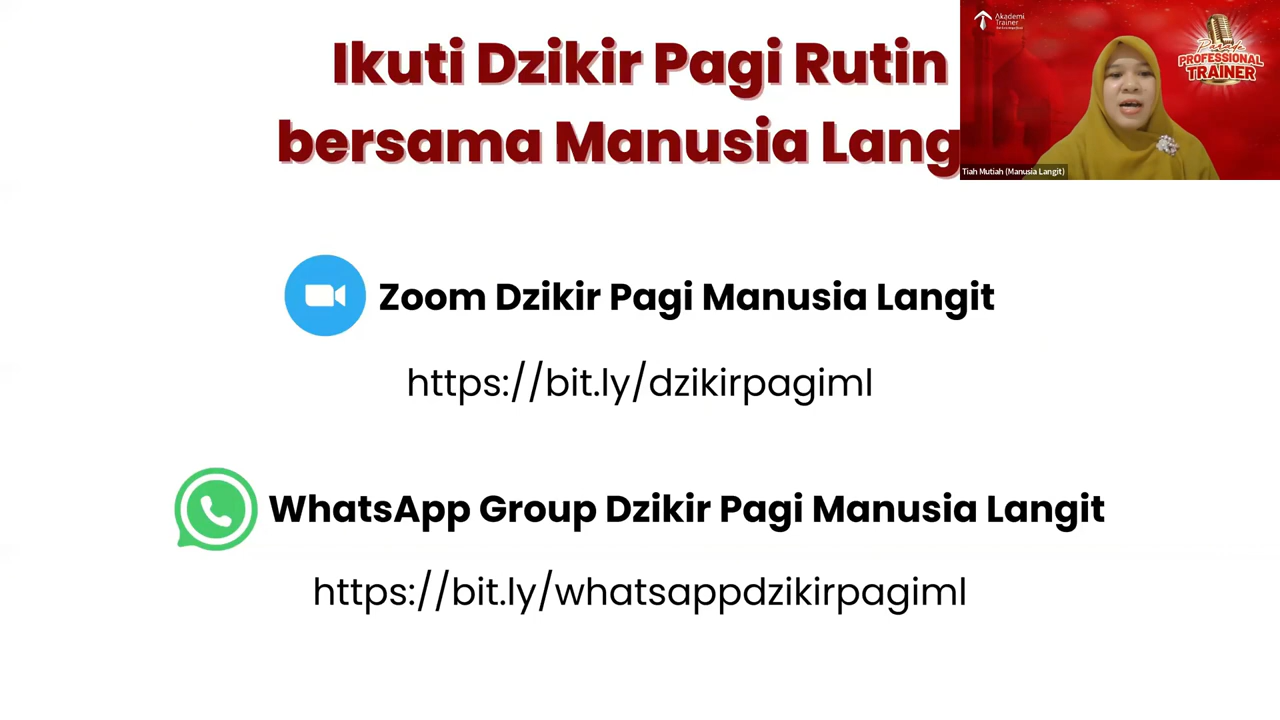 Ikuti Dzikir Pagi Rutin
bersama Manusia Lang
Akademi
Trainer
Parade
PROFESSIONAL
TRAINER
Tiah Mutiah (Manusia Langit)
Zoom Dzikir Pagi Manusia Langit
https://bit.ly/dzikirpagiml
WhatsApp Group Dzikir Pagi Manusia Langit
https://bit.ly/whatsappdzikirpagiml